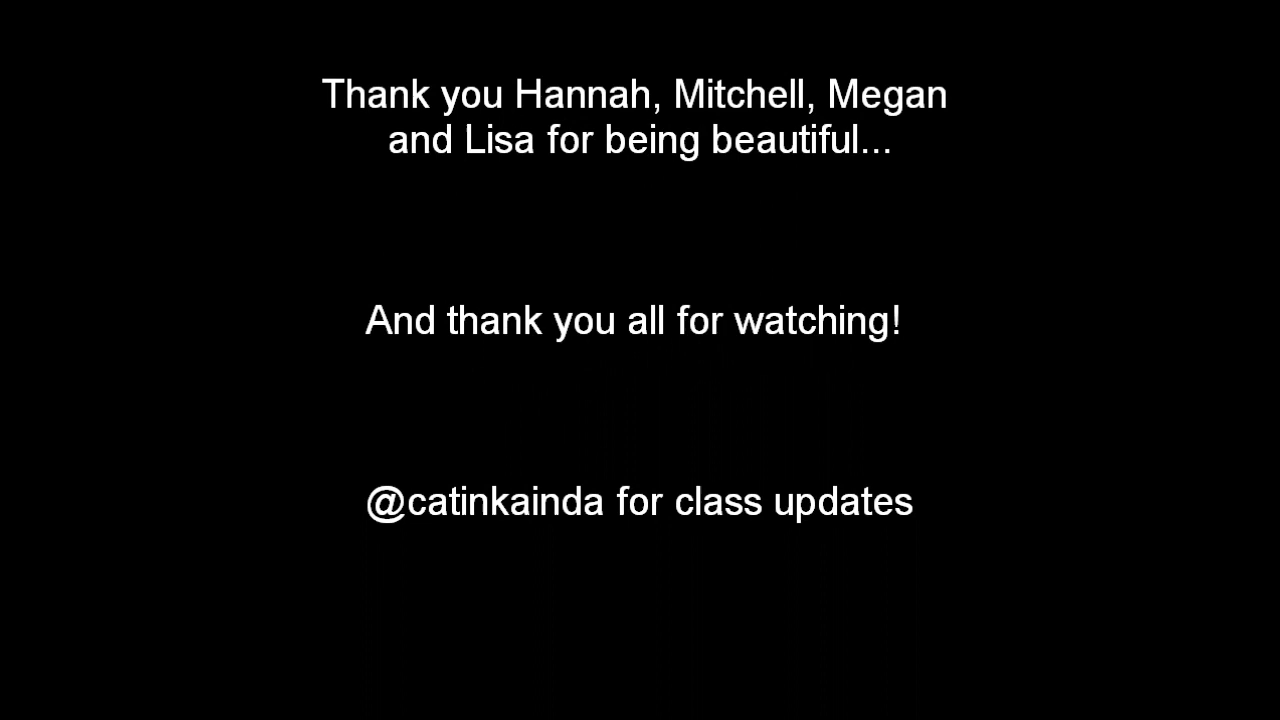 Thank you Hannah, Mitchell, Megan
and Lisa for being beautiful...
And thank you all for watching!
@catinkainda for class updates